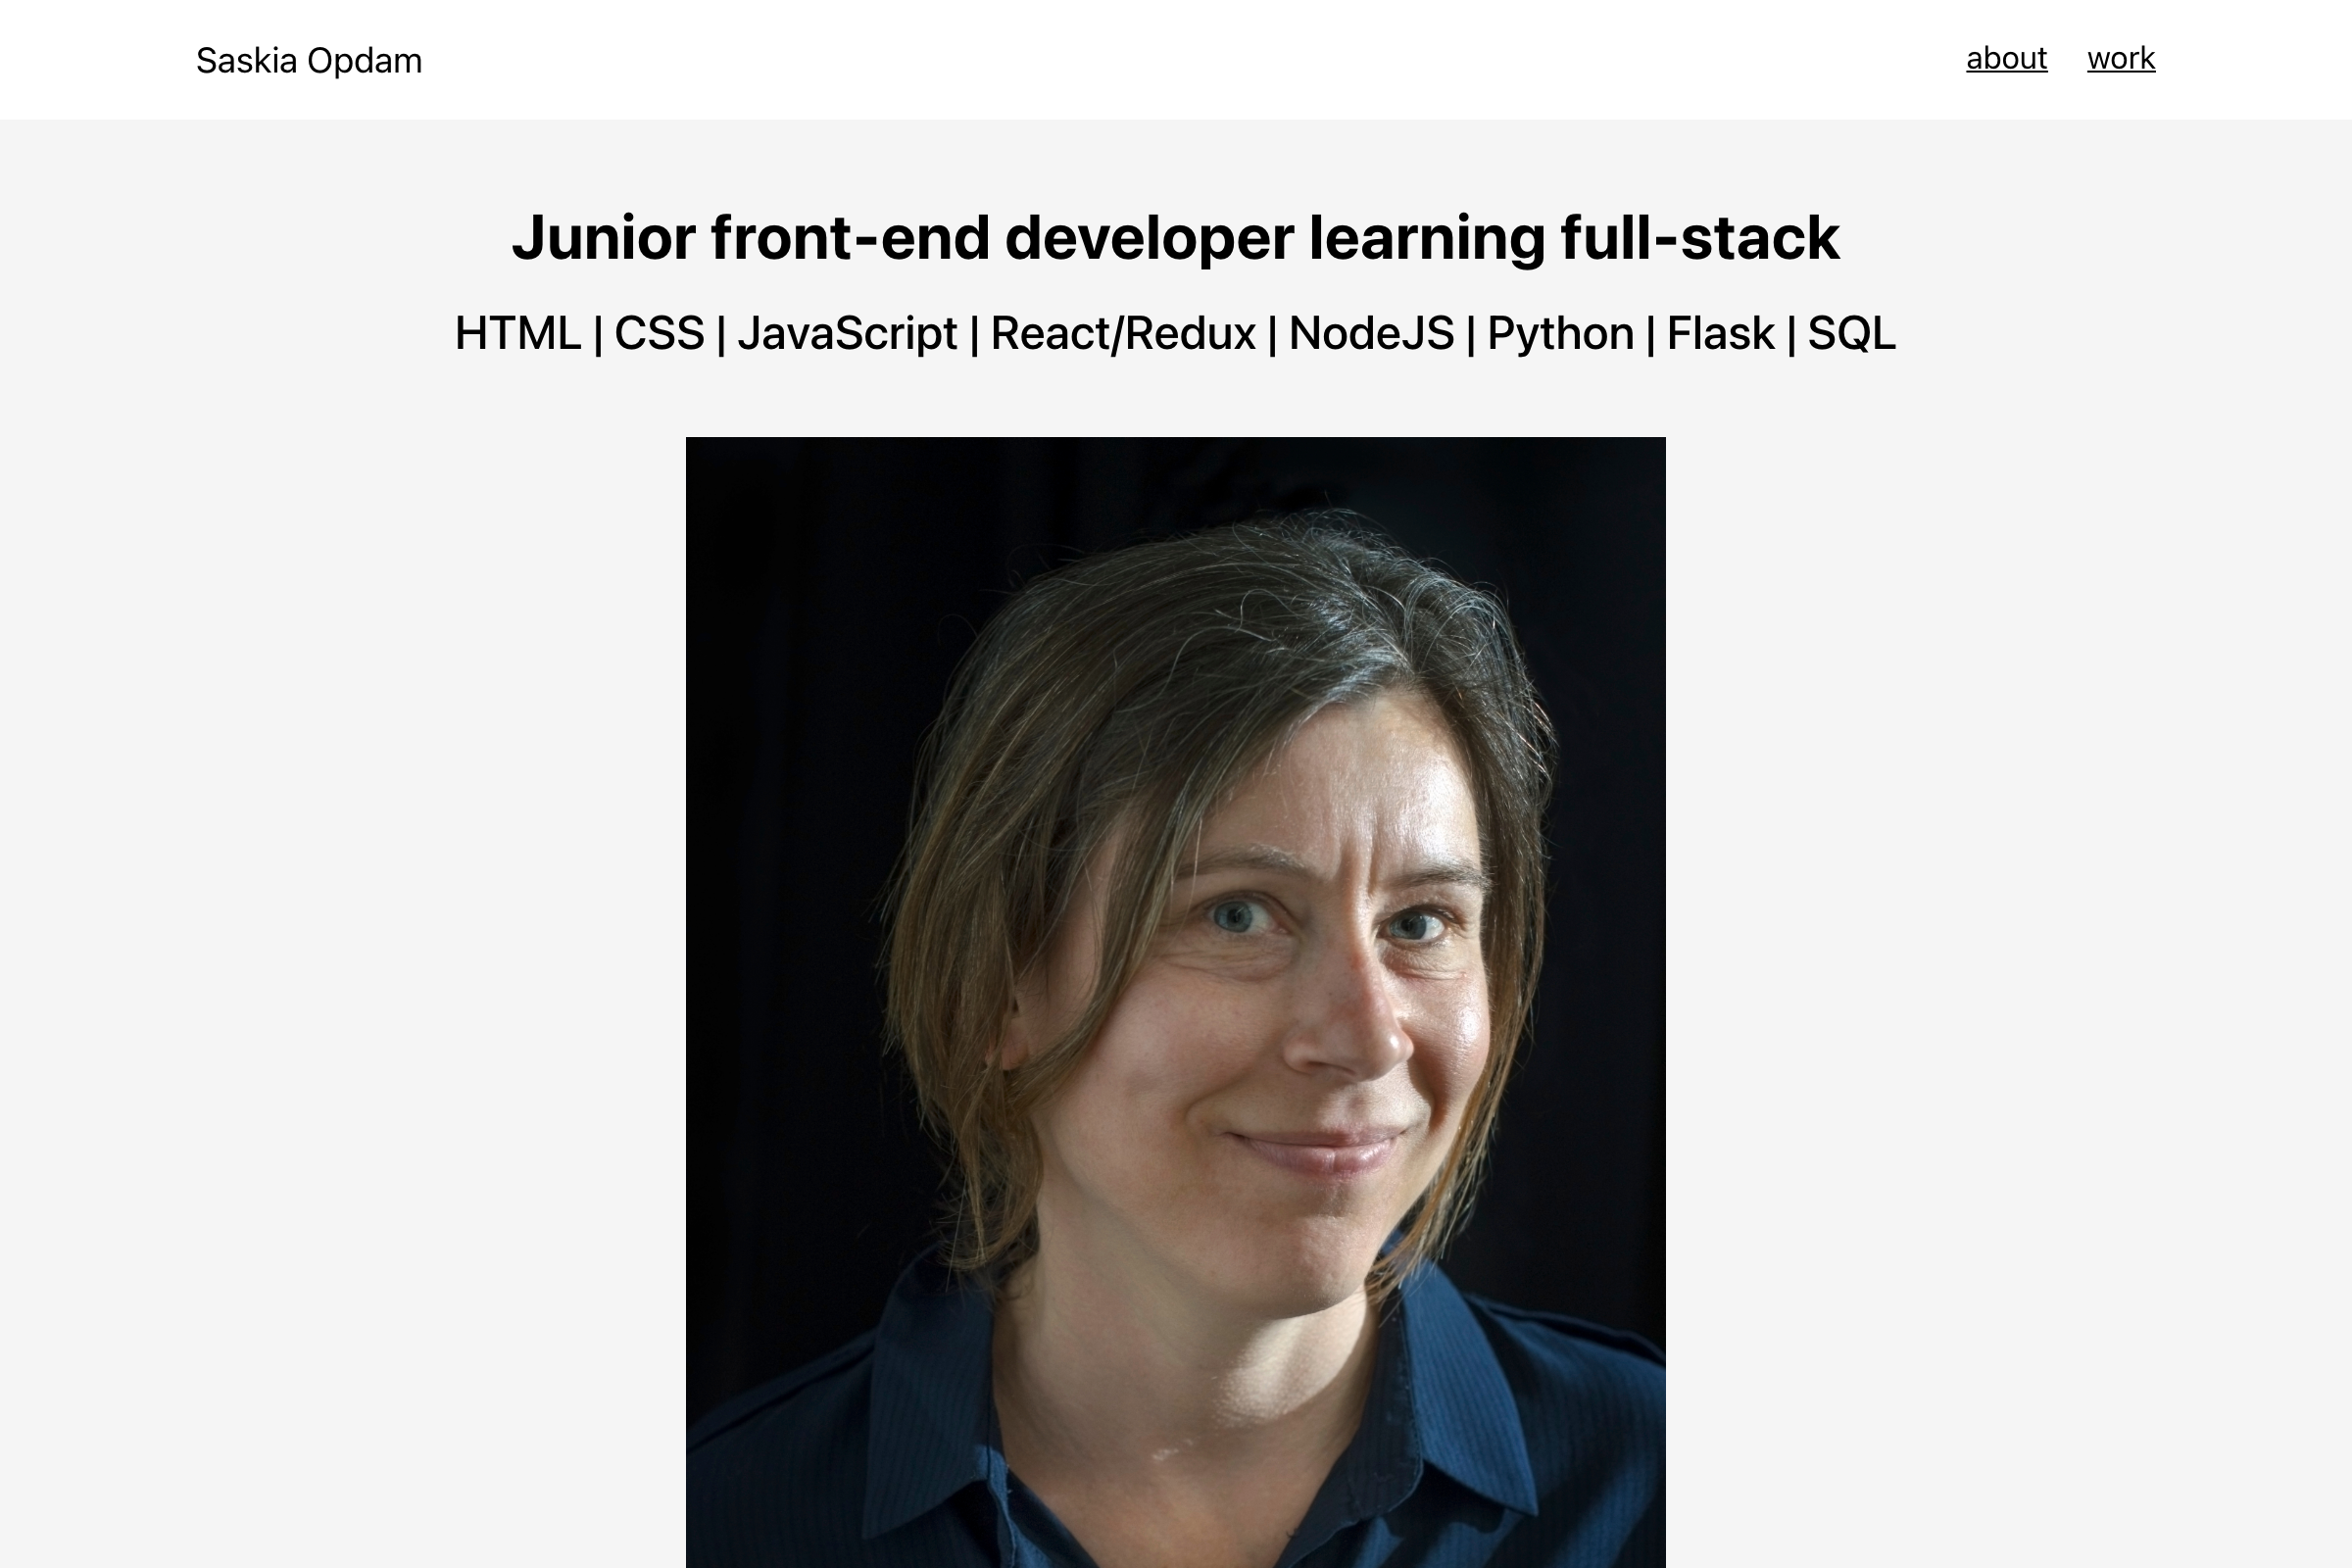 Saskia Opdam
about work
Junior front-end developer learning full-stack
HTML | CSS | JavaScript | React/Redux | NodeJS | Python | Flask | SQL